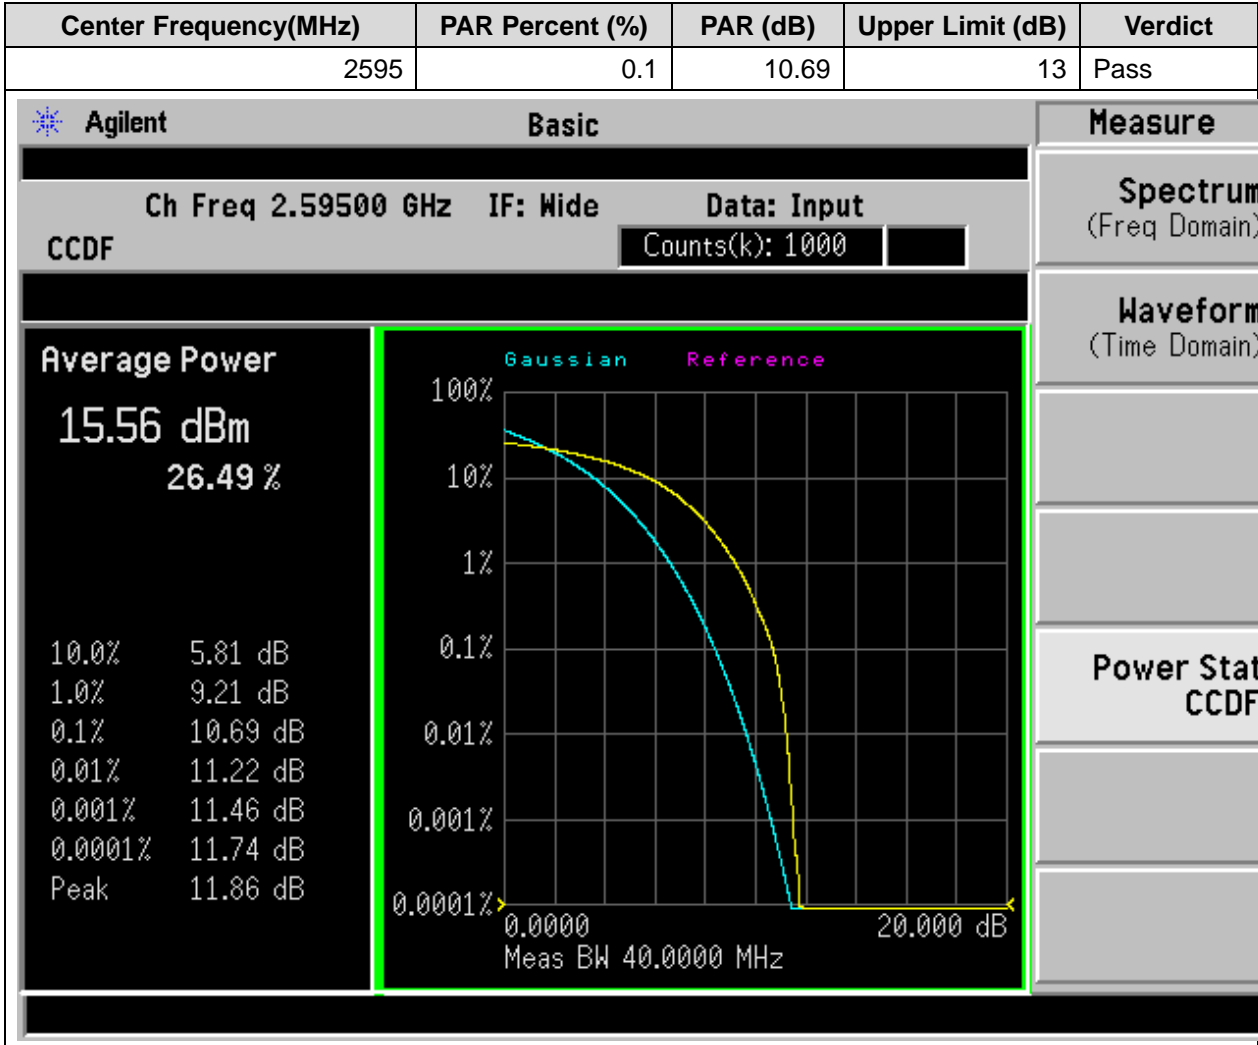 Center Frequency(MHz) PAR Percent (%) PAR (dB) Upper Limit (dB) Verdict
2595 0.1 10.69 13 Pass
Agilent Basic Measure
Ch Freq 2.59500 GHz IF: Wide Data: Input
CCDF Counts(k): 1000
Average Power
15.56 dBm
26.49 %
10.0% 5.81 dB
1.0% 9.21 dB
0.1% 10.69 dB
0.01% 11.22 dB
0.001% 11.46 dB
0.0001% 11.74 dB
Peak 11.86 dB
Gaussian Reference
100%
10%
1%
0.1%
0.01%
0.001%
0.0001%
0.0000 20.000 dB
Meas BW 40.0000 MHz
Spectrum
(Freq Domain)
Waveform
(Time Domain)
Power Stat
CCDF